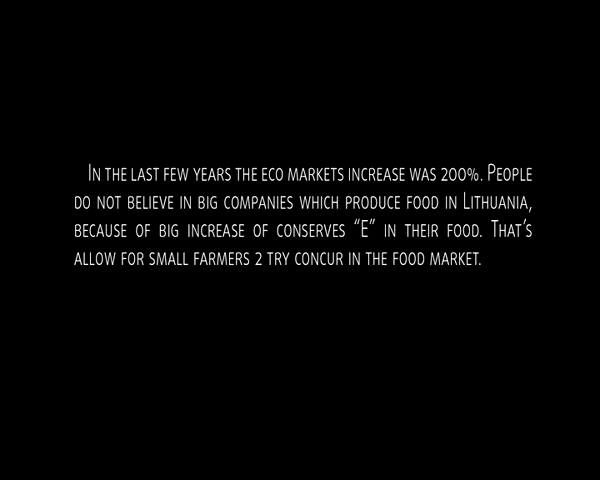 In the last few years the eco markets increase was 200%. People
do not believe in big companies which produce food in Lithuania,
because of big increase of conserves “E” in their food. That’s
allow for small farmers 2 try concur in the food market.